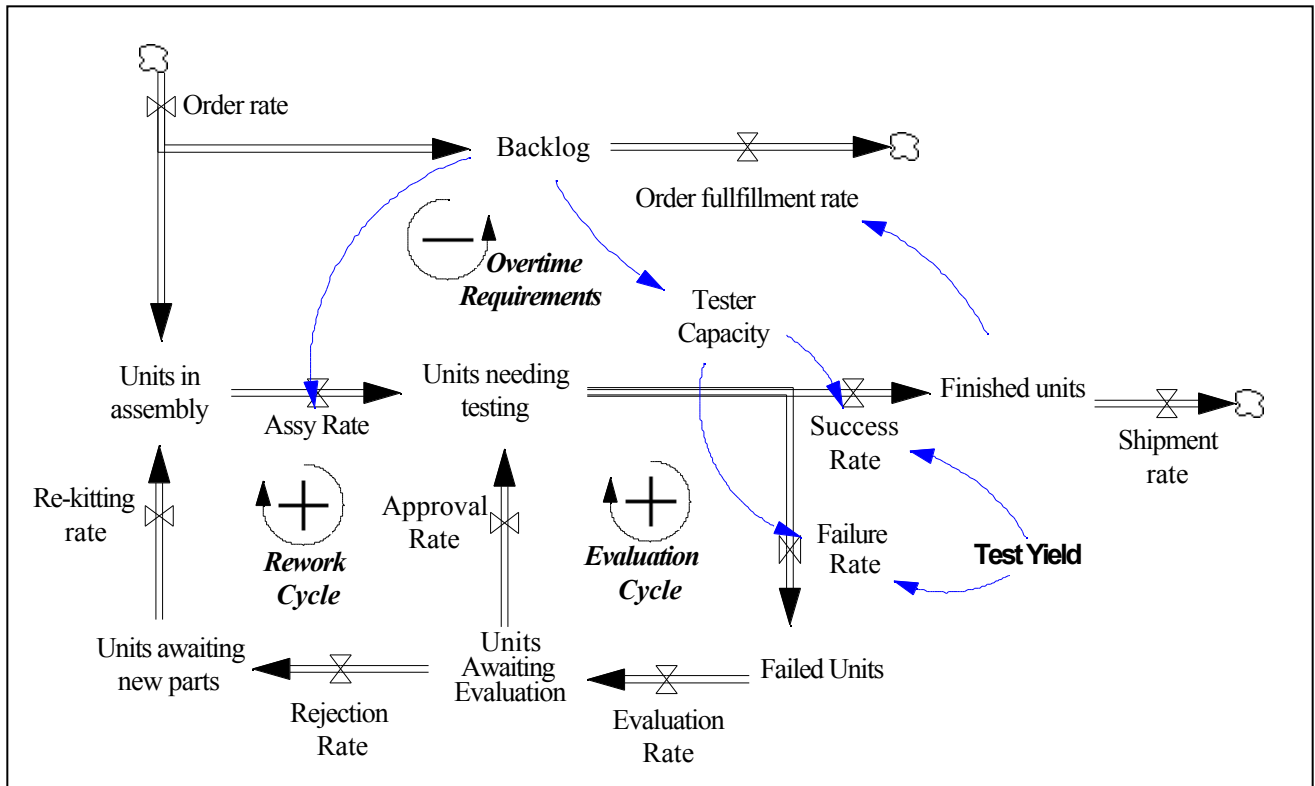 Order rate
Backlog
Order fullfillment rate
Overtime
Requirements
Tester
Capacity
Units in
assembly
Assy Rate
Units needing
testing
Success
Rate
Finished units
Shipment
rate
Re-kitting
rate
Rework
Cycle
Approval
Rate
Evaluation
Cycle
Failure
Rate
Test Yield
Units awaiting
new parts
Rejection
Rate
Units
Awaiting
Evaluation
Evaluation
Rate
Failed Units